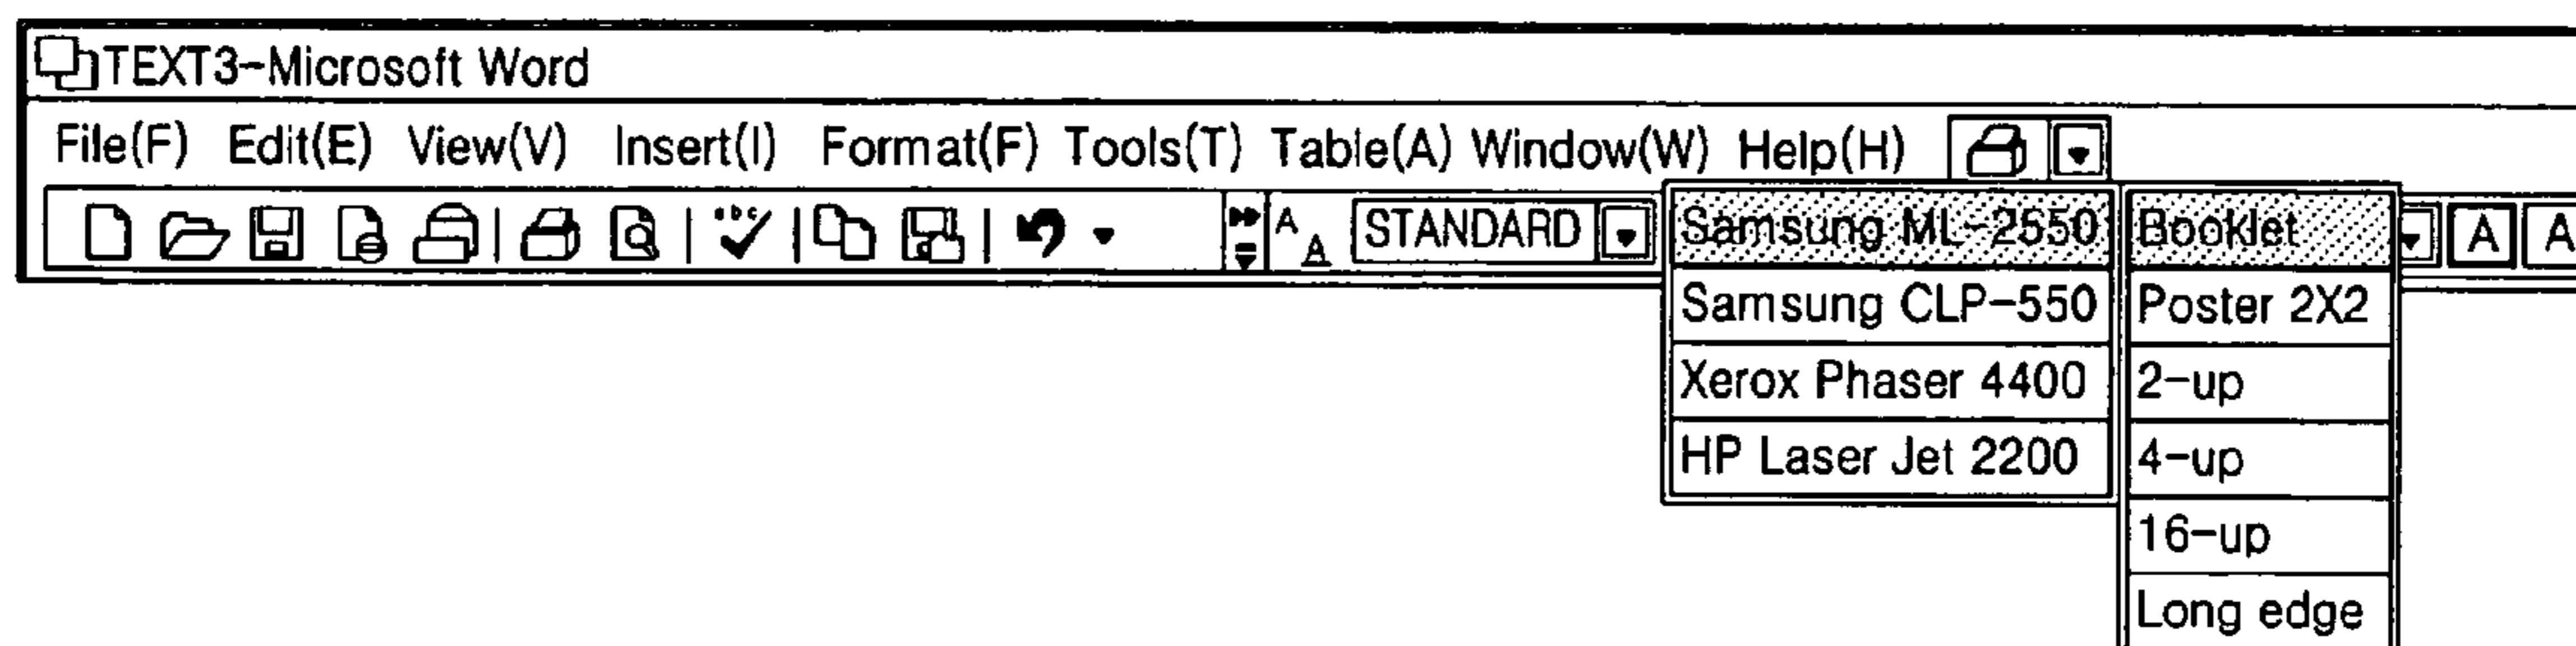 TEXT3-Microsoft Word
File(F) Edit(E) View(V) Insert(I) Format(F) Tools(T) Table(A) Window(W) Help(H)
abc A A STANDARD Samsung ML-2550 Booklet A A
Samsung CLP-550 Poster 2X2
Xerox Phaser 4400 2-up
HP Laser Jet 2200 4-up
16-up
Long edge